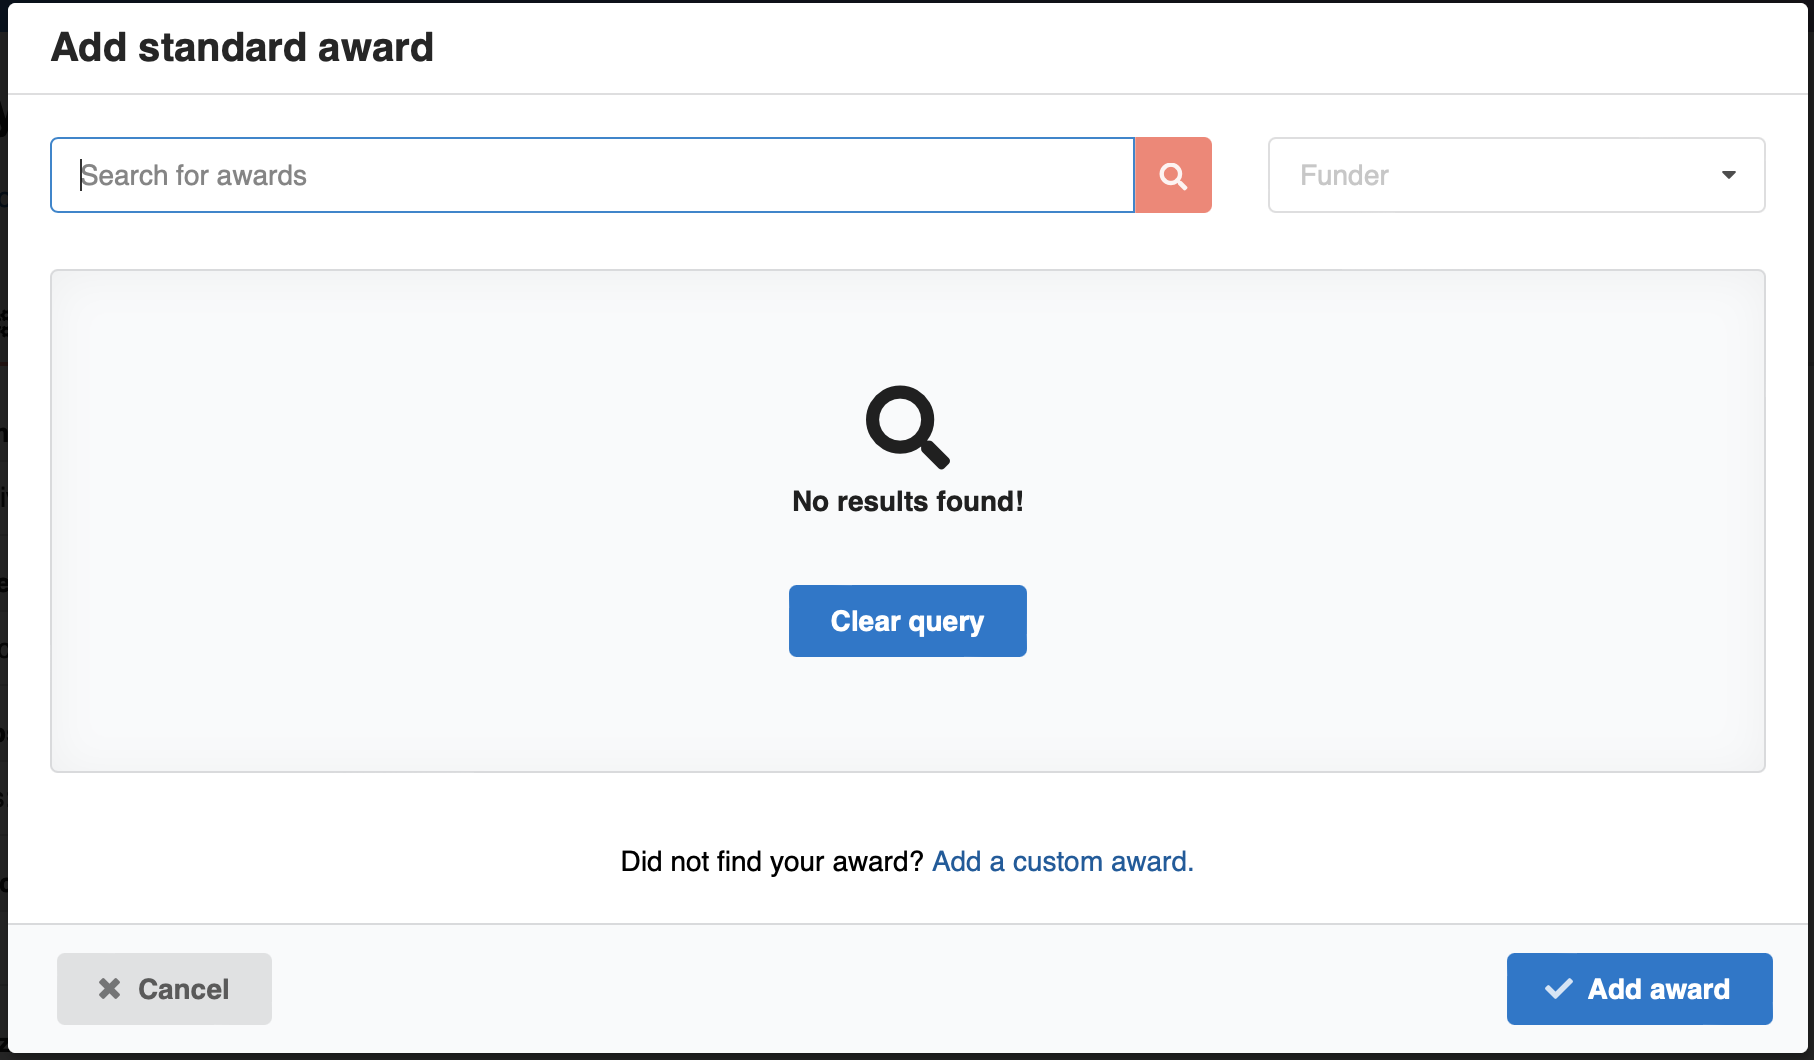 Add standard award
Search for awards
Funder
No results found!
Clear query
Did not find your award? Add a custom award.
Cancel
Add award